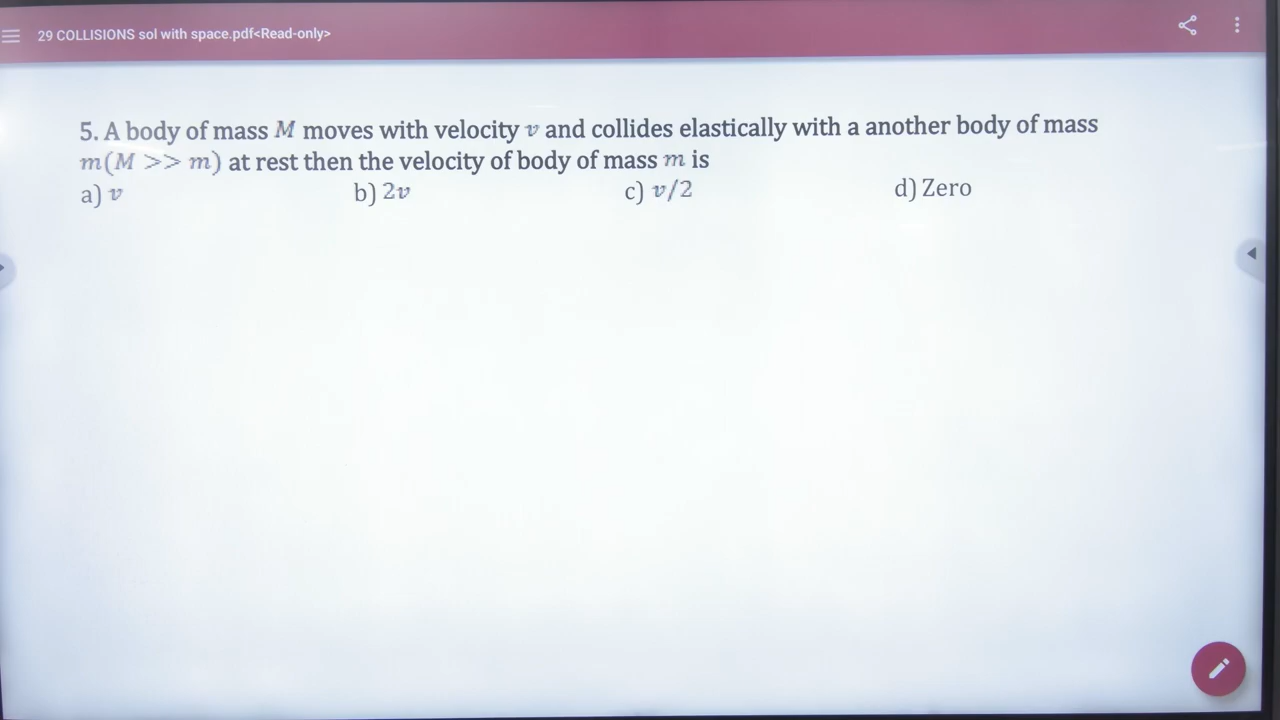 29 COLLISIONS sol with space.pdf<Read-only>
5. A body of mass M moves with velocity v and collides elastically with a another body of mass
m(M >> m) at rest then the velocity of body of mass m is
a) v b) 2v c) v/2 d) Zero